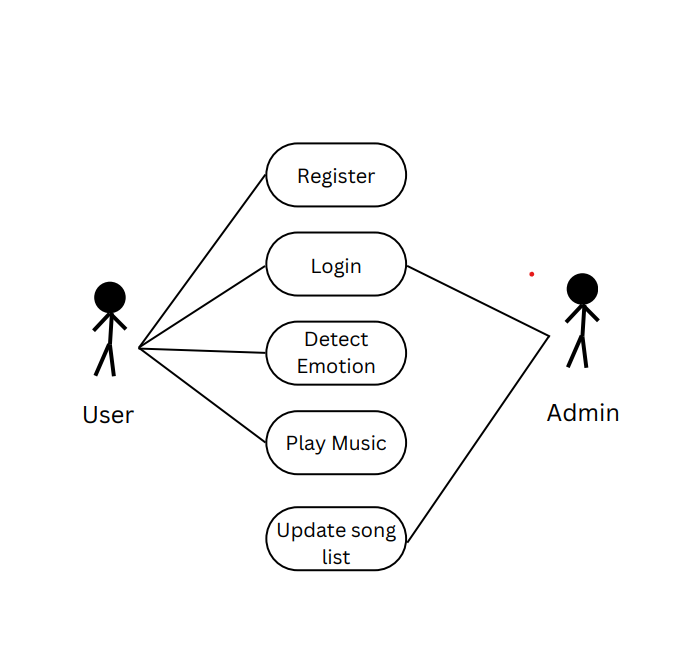 Register
Login
Detect
Emotion
User
Admin
Play Music
Update song
list